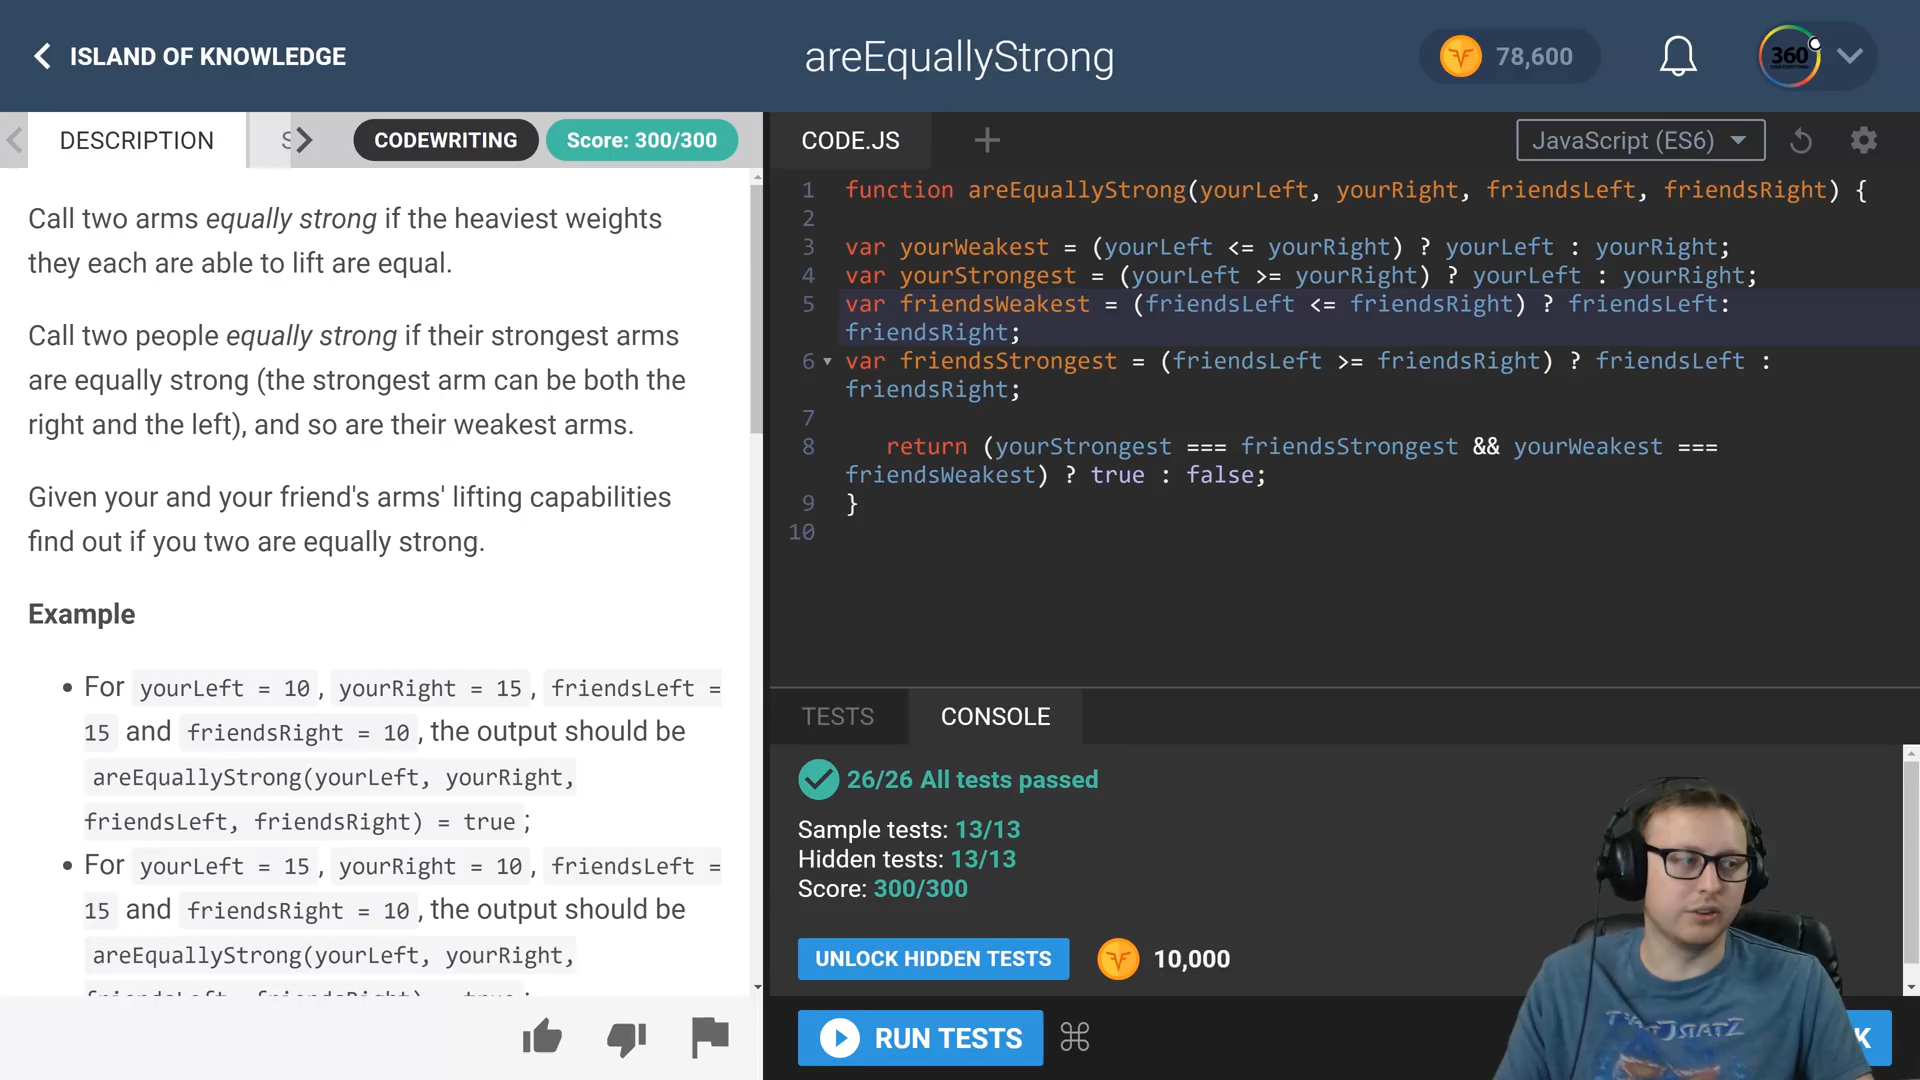 ISLAND OF KNOWLEDGE
areEquallyStrong
78,600
360
DESCRIPTION
CODEWRITING
Score: 300/300
Call two arms equally strong if the heaviest weights
they each are able to lift are equal.
Call two people equally strong if their strongest arms
are equally strong (the strongest arm can be both the
right and the left), and so are their weakest arms.
Given your and your friend's arms' lifting capabilities
find out if you two are equally strong.
Example
• For yourLeft = 10, yourRight = 15, friendsLeft =
15 and friendsRight = 10, the output should be
areEquallyStrong(yourLeft, yourRight,
friendsLeft, friendsRight) = true;
• For yourLeft = 15, yourRight = 10, friendsLeft =
15 and friendsRight = 10, the output should be
areEquallyStrong(yourLeft, yourRight,
friendsLeft, friendsRight) = true;
CODE.JS
JavaScript (ES6)
1 function areEquallyStrong(yourLeft, yourRight, friendsLeft, friendsRight) {
2
3 var yourWeakest = (yourLeft <= yourRight) ? yourLeft : yourRight;
4 var yourStrongest = (yourLeft >= yourRight) ? yourLeft : yourRight;
5 var friendsWeakest = (friendsLeft <= friendsRight) ? friendsLeft:
friendsRight;
6 var friendsStrongest = (friendsLeft >= friendsRight) ? friendsLeft :
friendsRight;
7
8 return (yourStrongest === friendsStrongest && yourWeakest ===
friendsWeakest) ? true : false;
9 }
10
TESTS
CONSOLE
26/26 All tests passed
Sample tests: 13/13
Hidden tests: 13/13
Score: 300/300
UNLOCK HIDDEN TESTS
10,000
RUN TESTS
K